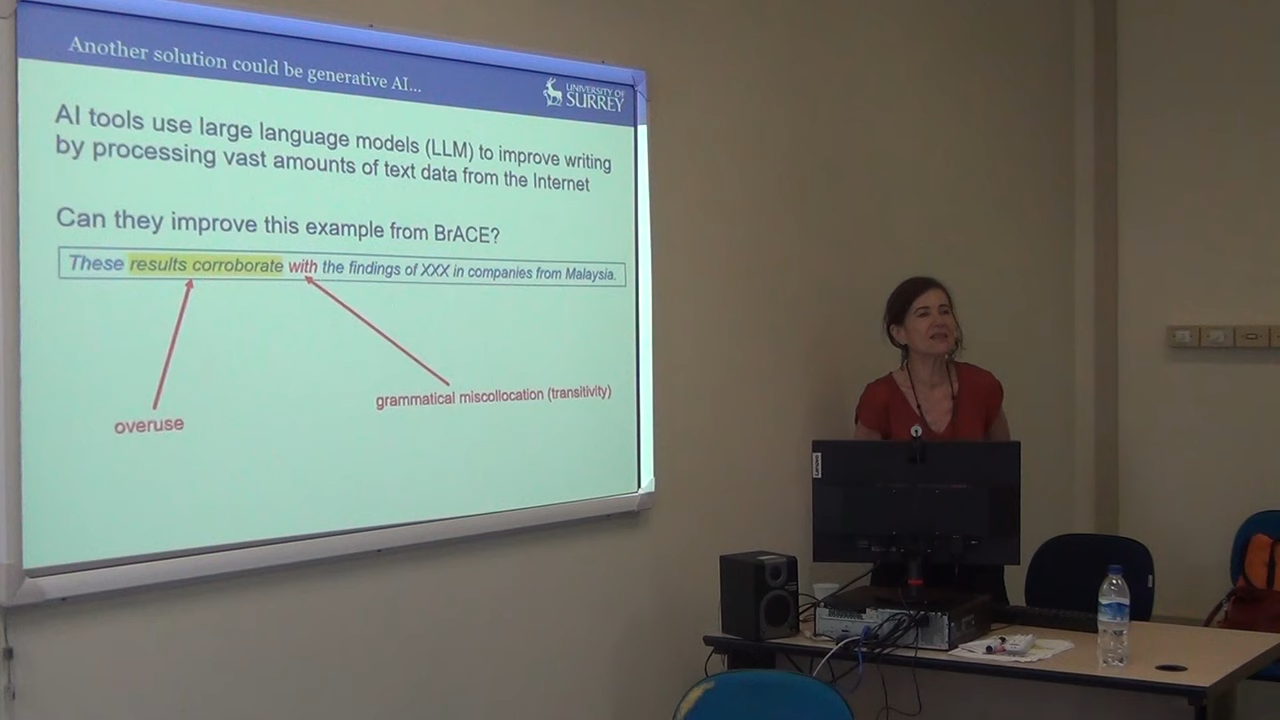 Another solution could be generative AI...
UNIVERSITY OF
SURREY
AI tools use large language models (LLM) to improve writing
by processing vast amounts of text data from the Internet
Can they improve this example from BrACE?
These results corroborate with the findings of XXX in companies from Malaysia.
grammatical miscollocation (transitivity)
overuse
Lenovo